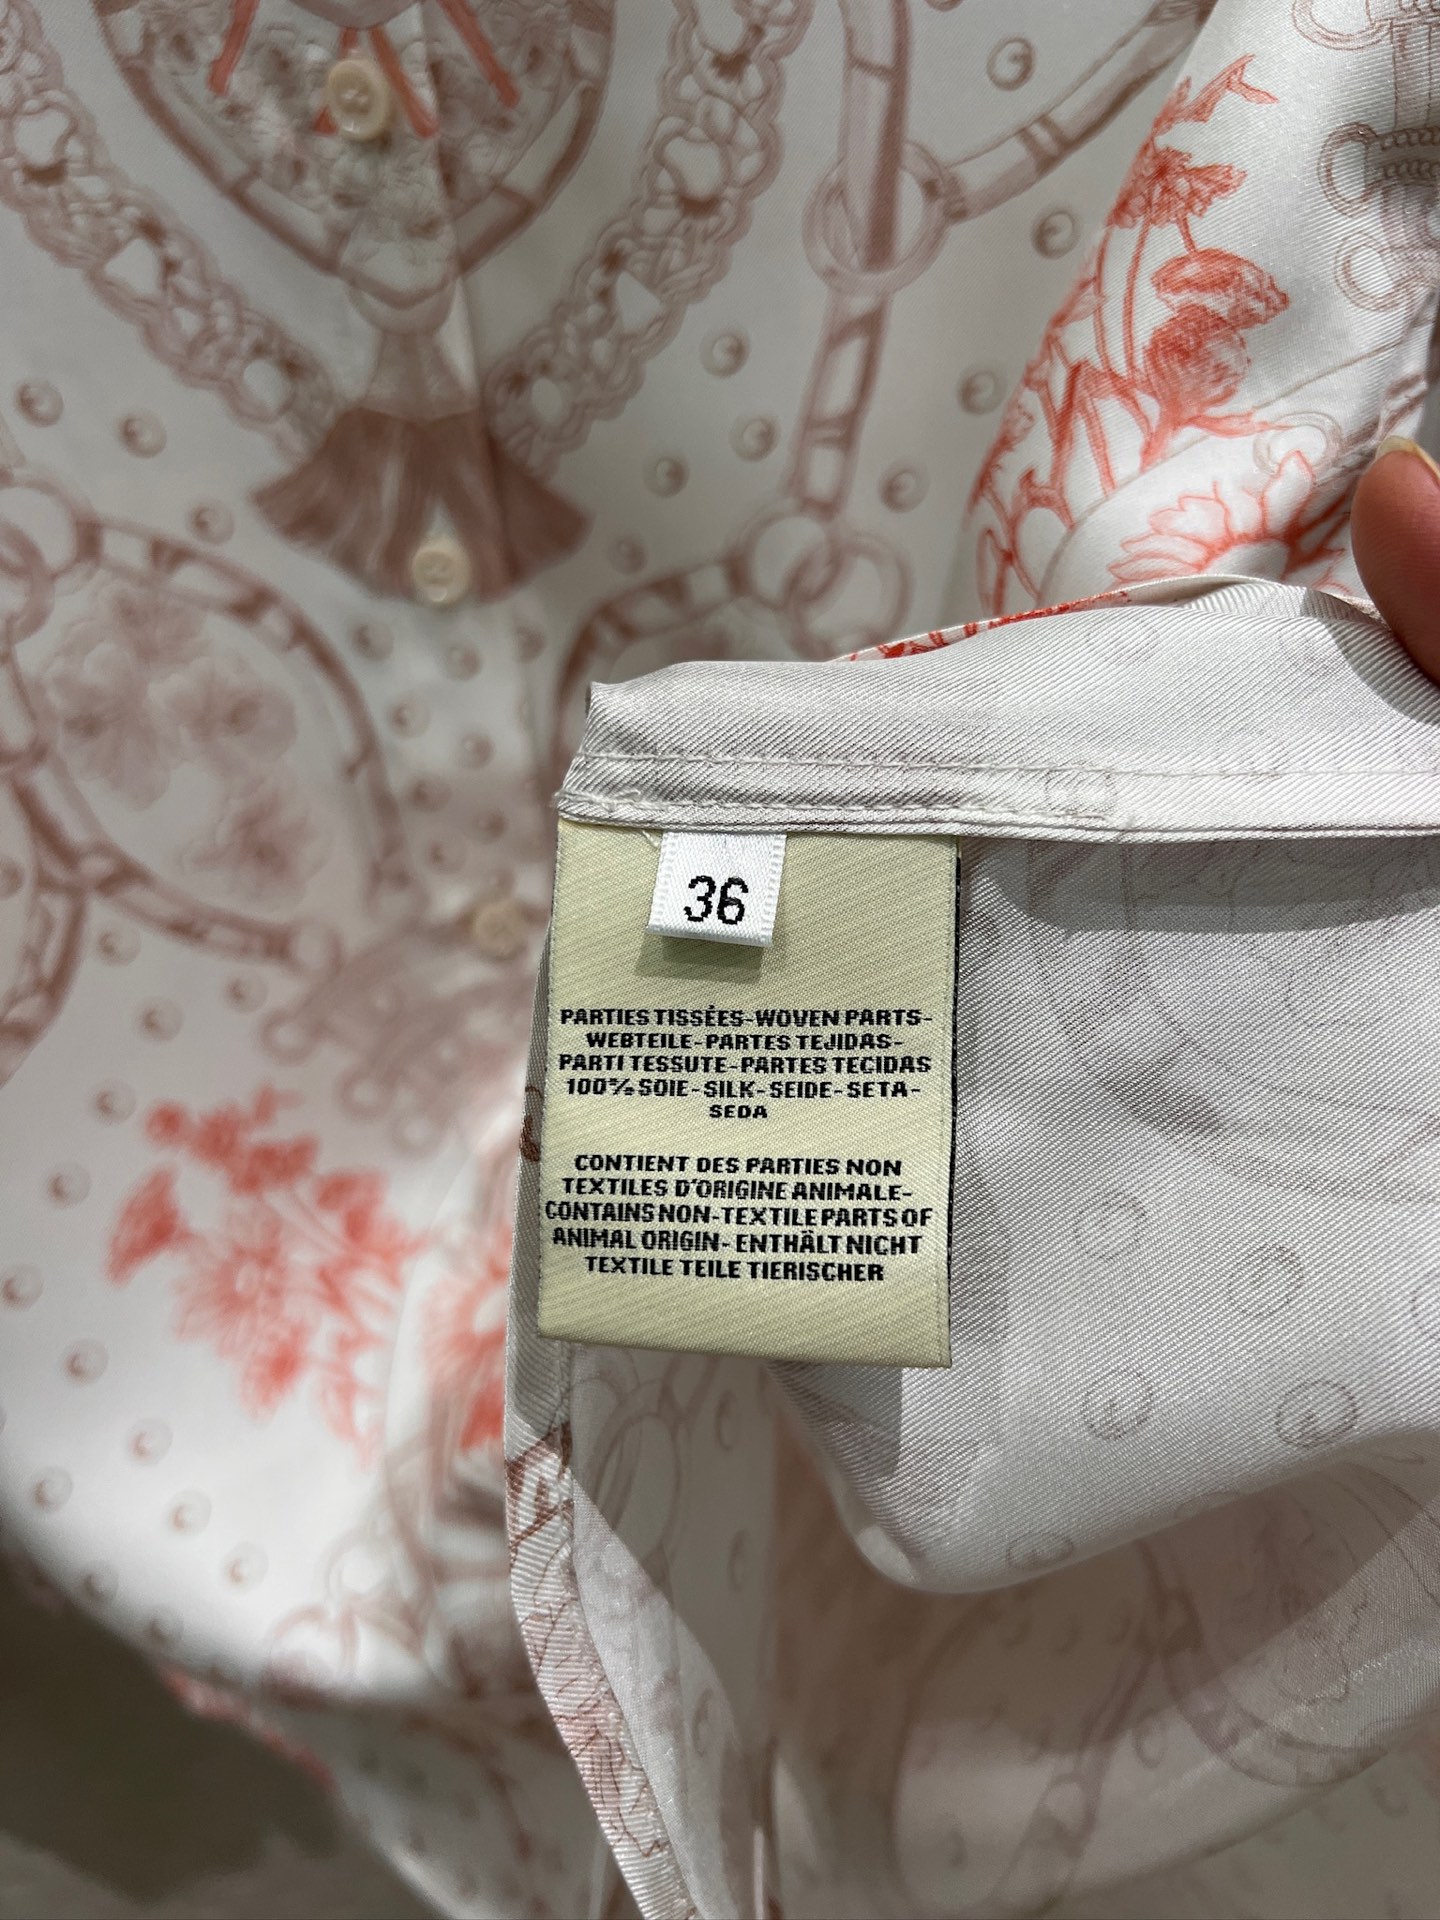 36
PARTIES TISSÉES-WOVEN PARTS-
WEBTEILE-PARTES TEJIDAS-
PARTI TESSUTE-PARTES TECIDAS
100% SOIE-SILK-SEIDE-SETA-
SEDA
CONTIENT DES PARTIES NON
TEXTILES D'ORIGINE ANIMALE-
CONTAINS NON-TEXTILE PARTS OF
ANIMAL ORIGIN-ENTHÄLT NICHT
TEXTILE TEILE TIERISCHER